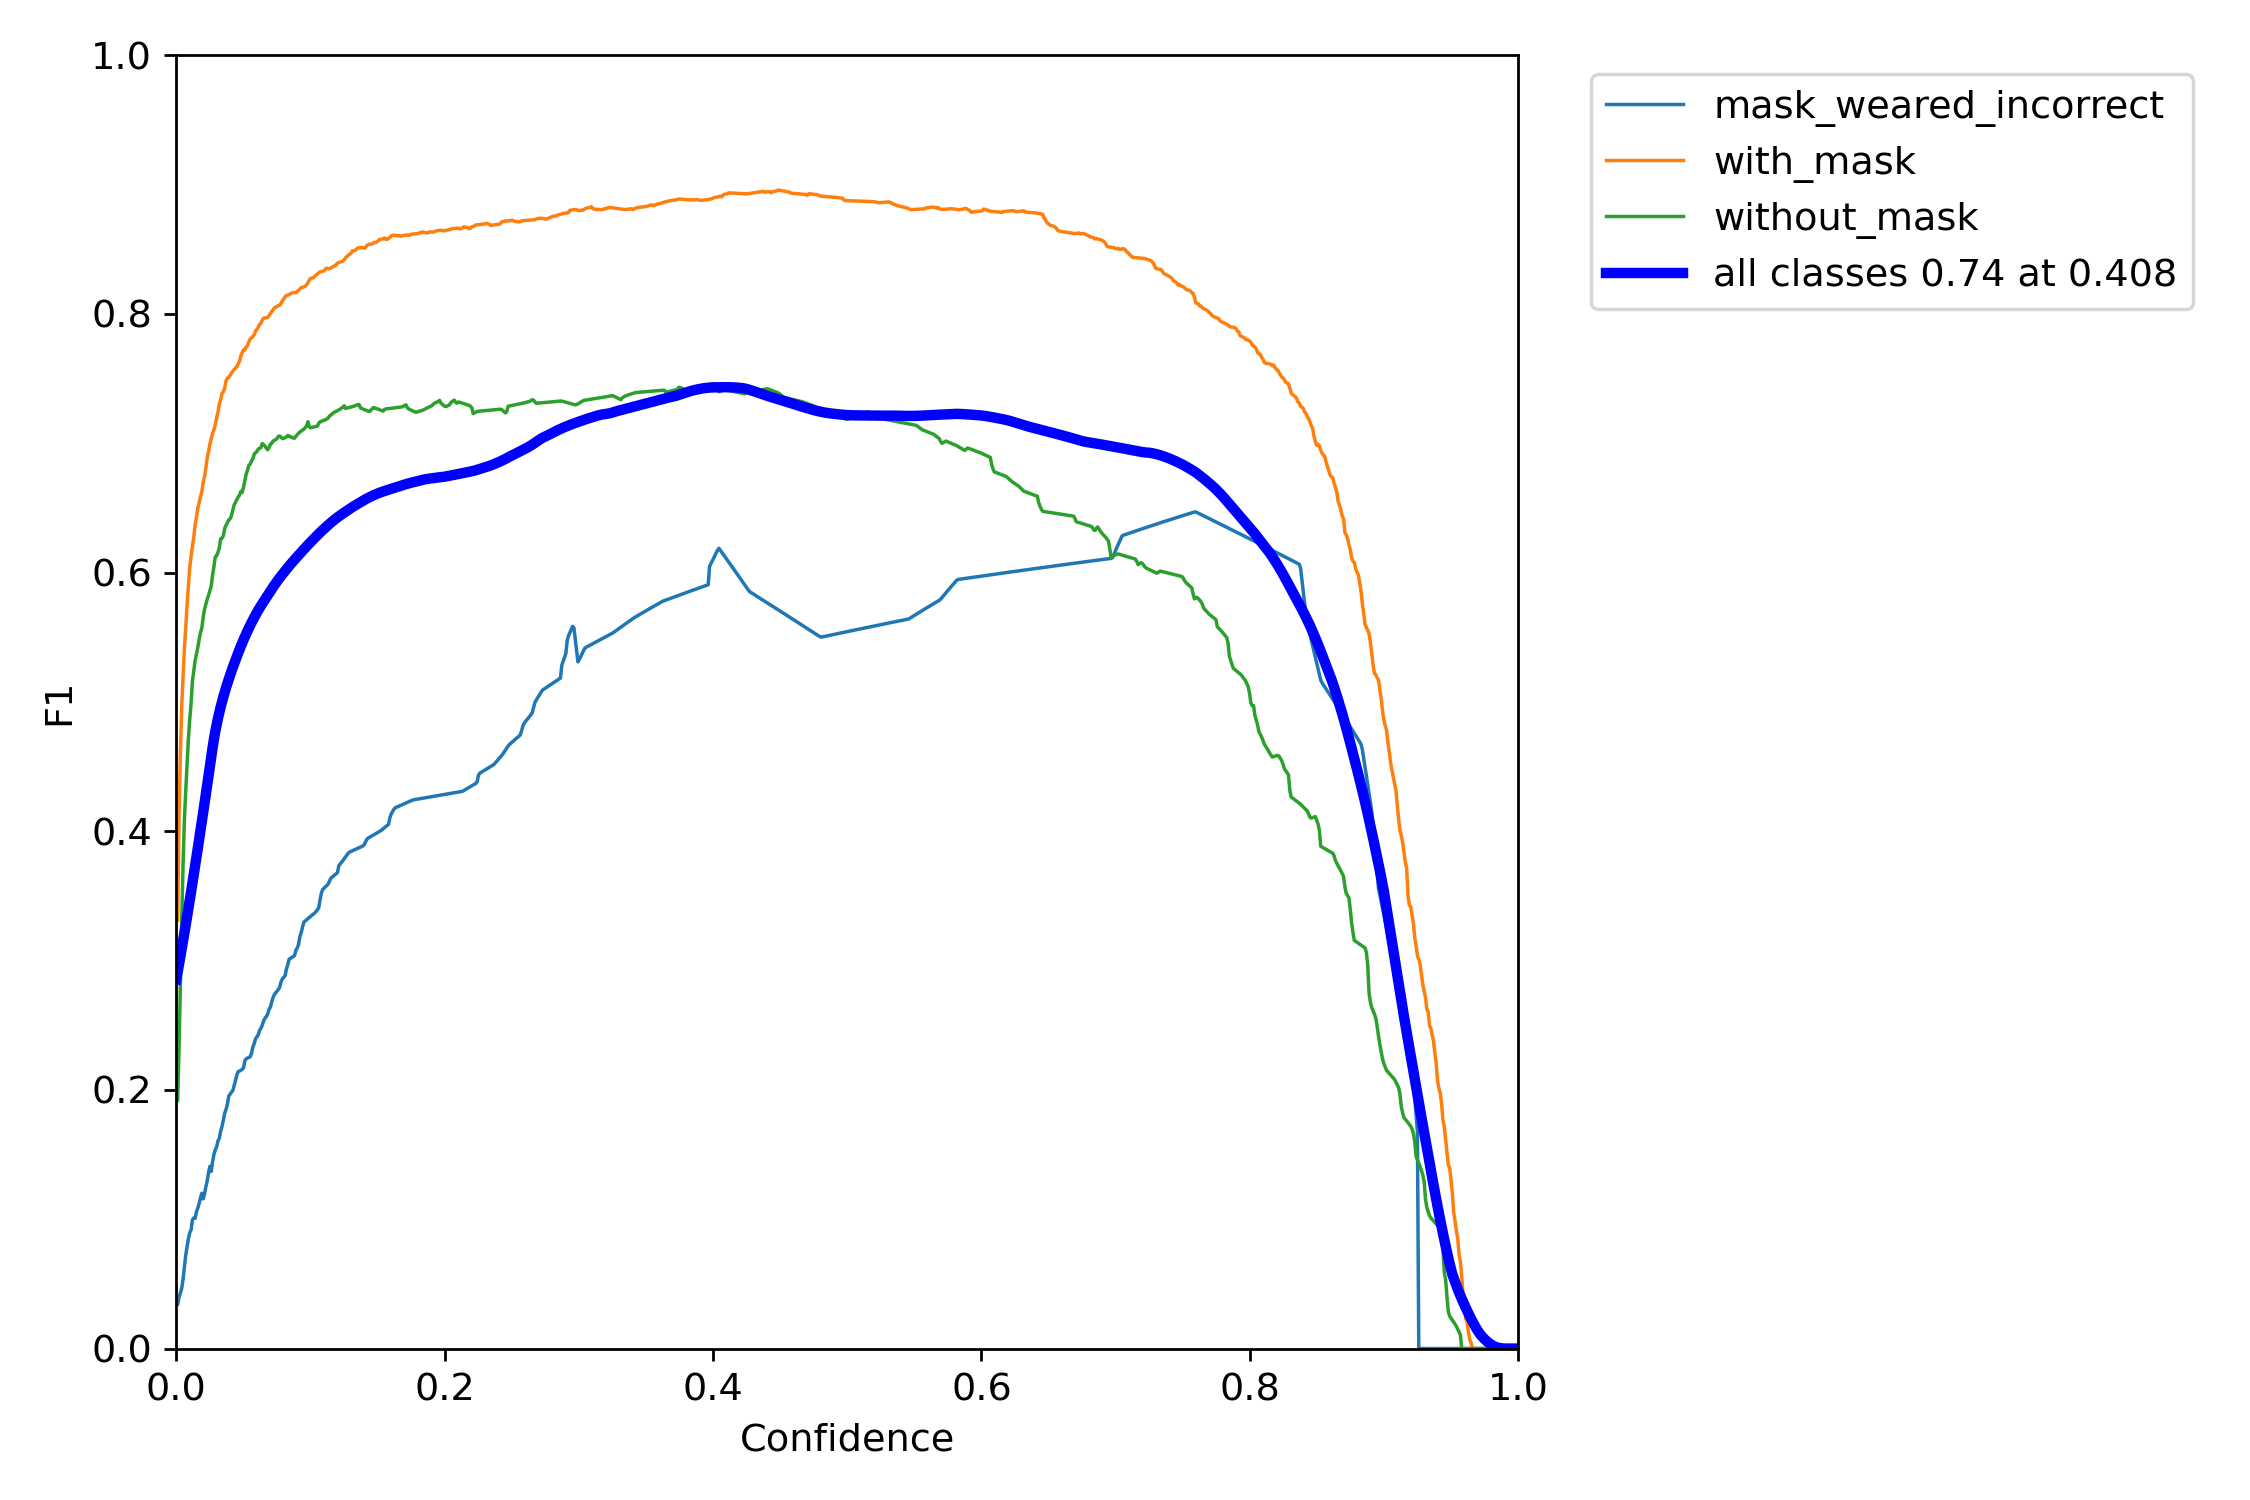 1.0
0.8
0.6
0.4
0.2
0.0
F1
0.0 0.2 0.4 0.6 0.8 1.0
Confidence
mask_weared_incorrect
with_mask
without_mask
all classes 0.74 at 0.408